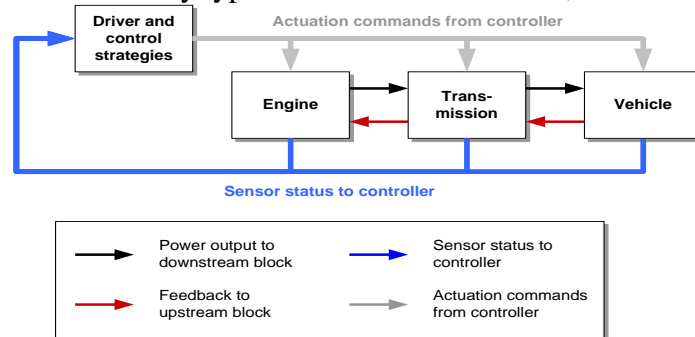 Driver and
control
strategies
Actuation commands from controller
Engine
Trans-
mission
Vehicle
Sensor status to controller
Power output to
downstream block
Sensor status to
controller
Feedback to
upstream block
Actuation commands
from controller